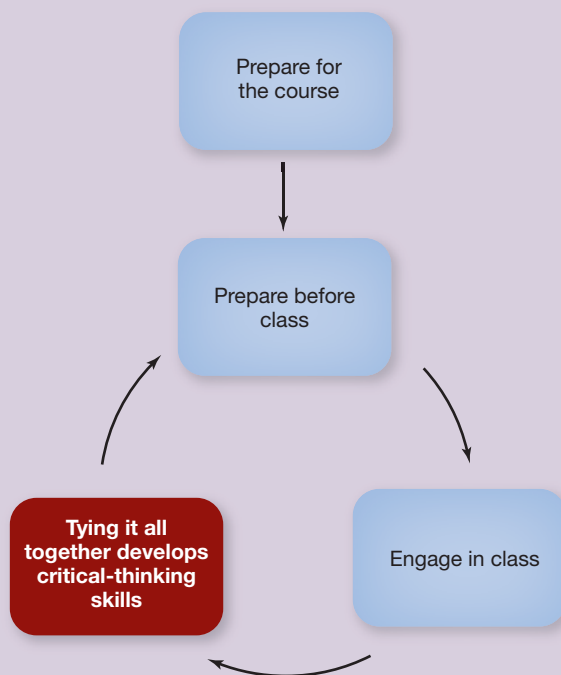 Prepare for
the course
Prepare before
class
Tying it all
together develops
critical-thinking
skills
Engage in class